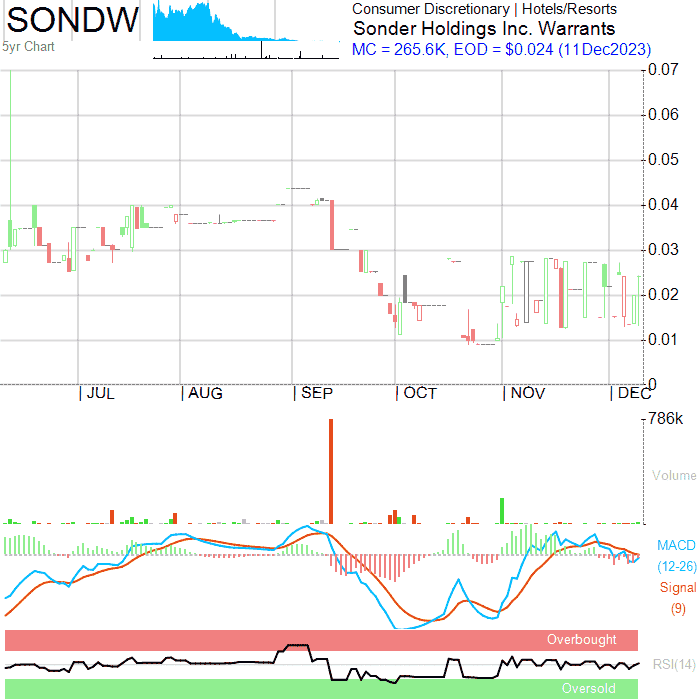 SONDW
5yr Chart
Consumer Discretionary | Hotels/Resorts
Sonder Holdings Inc. Warrants
MC = 265.6K, EOD = $0.024 (11Dec2023)
0.07
0.06
0.05
0.04
0.03
0.02
0.01
0
JUL AUG SEP OCT NOV DEC
786k
Volume
MACD
(12-26)
Signal
(9)
Overbought
RSI(14)
Oversold